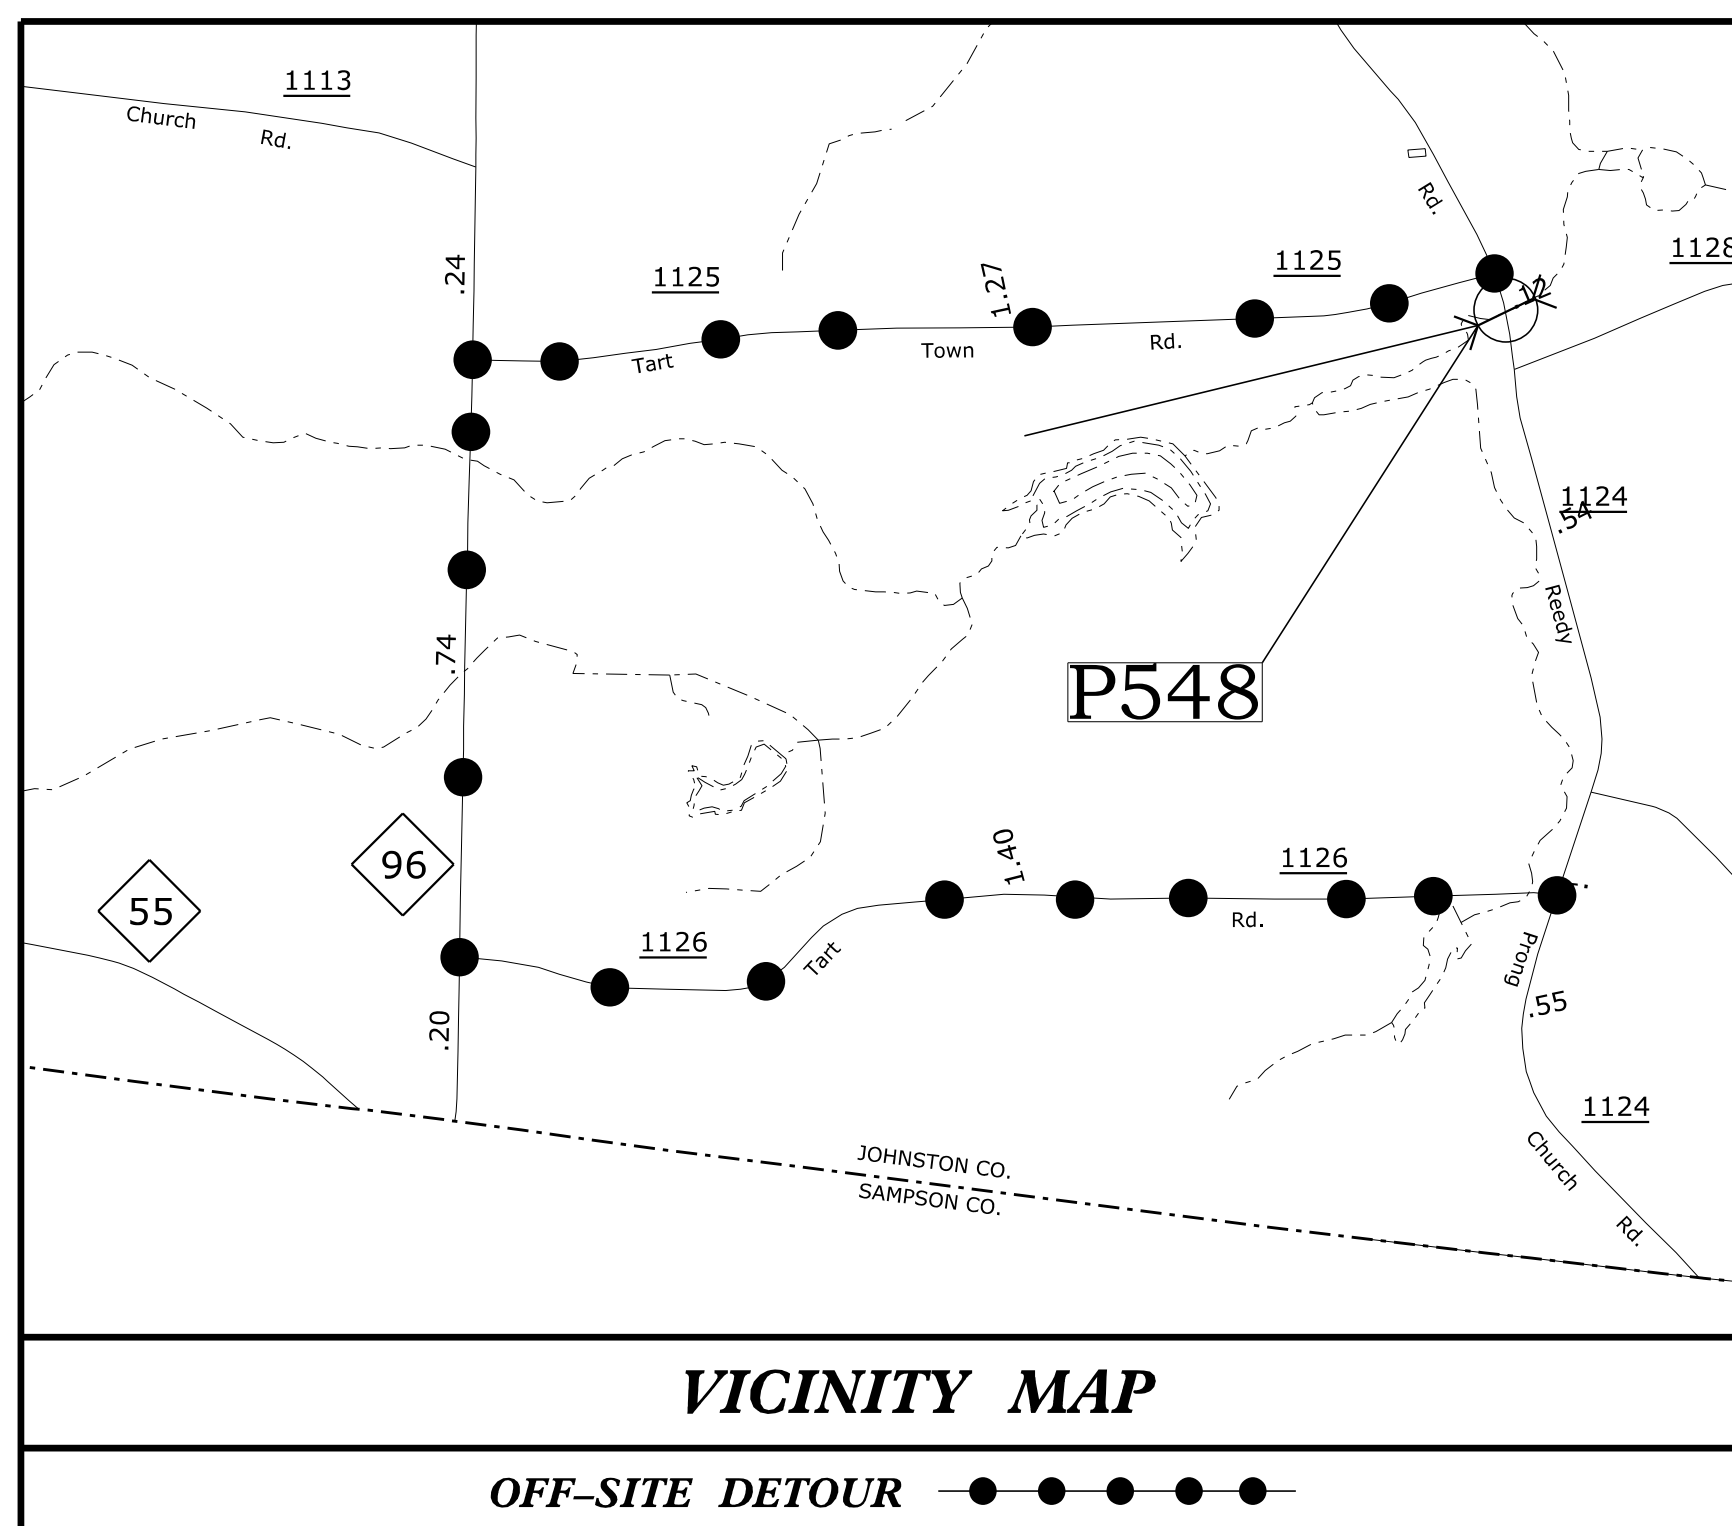 1113
Church Rd.
Rd.
1128
.24
1125
1.27
1125
.12
Tart Town Rd.
1124
.54
Reedy
.74
P548
96
55
1.40
1126
1126
Tart
Rd.
Prong
.55
.20
1124
Church
Rd.
JOHNSTON CO.
SAMPSON CO.
VICINITY MAP
OFF–SITE DETOUR